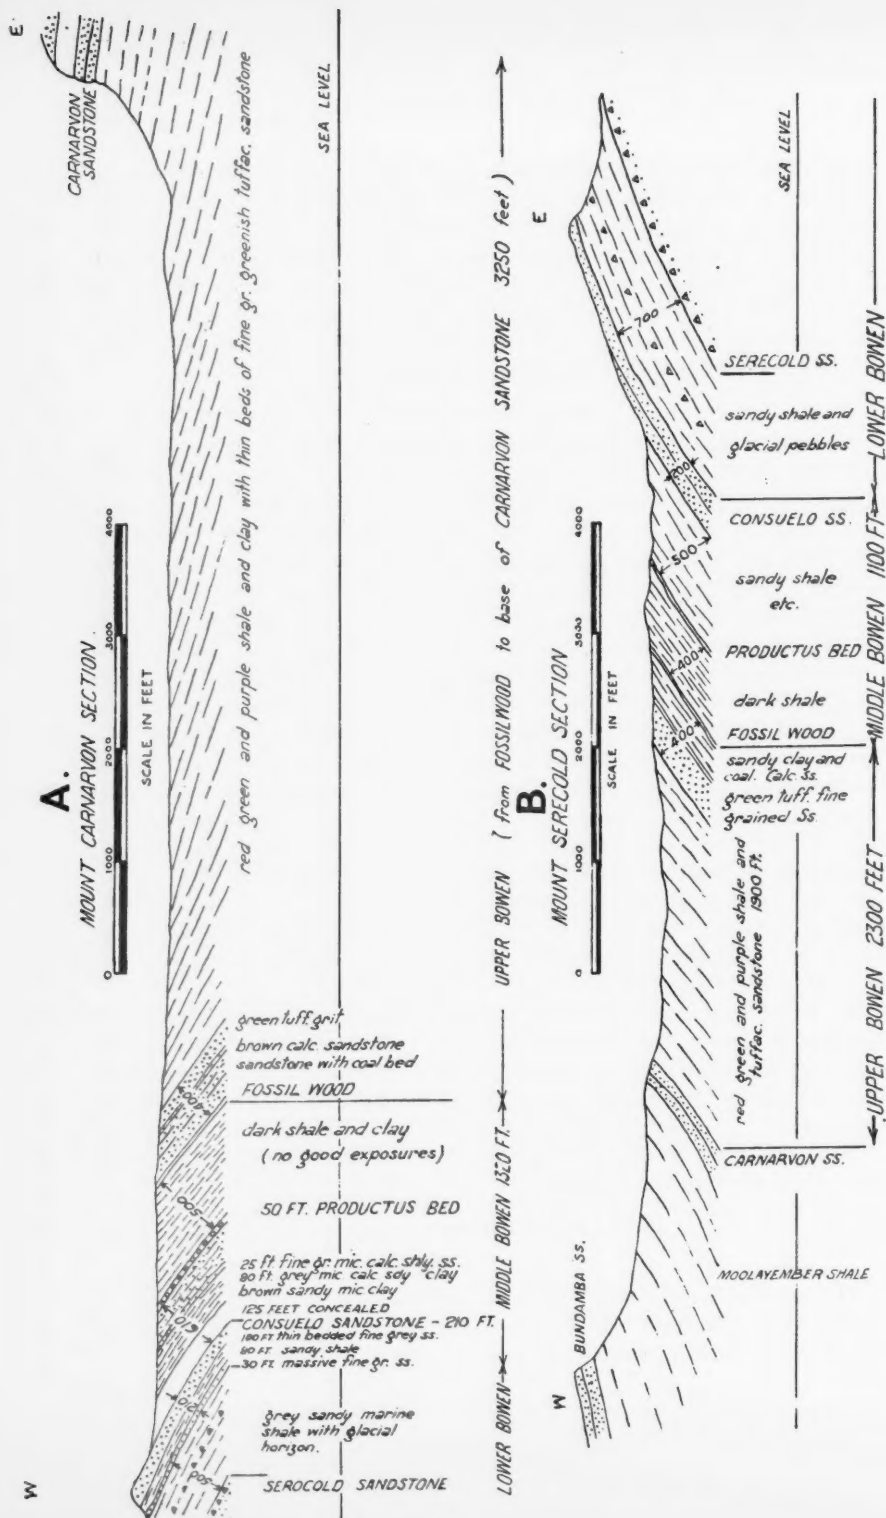 A.
MOUNT CARNARVON SECTION
0 1000 2000 3000 4000
SCALE IN FEET
W
E
CARNARVON
SANDSTONE
red green and purple shale and clay with thin beds of fine gr. greenish tuffac. sandstone
SEA LEVEL
green tuff. grit
brown calc. sandstone
sandstone with coal bed
FOSSIL WOOD
dark shale and clay
(no good exposures)
50 FT. PRODUCTUS BED
25 ft. fine gr. mic. calc. shly. ss.
80 ft. grey mic calc sdy clay
brown sandy mic clay
125 FEET CONCEALED
CONSUELO SANDSTONE - 210 FT.
100 FT thin bedded fine grey ss.
80 FT. sandy shale
30 FT. massive fine gr. ss.
grey sandy marine
shale with glacial
horizon.
SEROCOLD SANDSTONE
400
500
610
210
500
LOWER BOWEN
MIDDLE BOWEN 1320 FT.
UPPER BOWEN (from FOSSILWOOD to base of CARNARVON SANDSTONE 3250 feet)
B.
MOUNT SERECOLD SECTION
0 1000 2000 3000 4000
SCALE IN FEET
W
E
BUNDAMBA SS.
MOOLAYEMBER SHALE
CARNARVON SS.
red green and purple shale and
tuffac. sandstone 1900 Ft.
green tuff. fine
grained Ss.
sandy clay and
coal. Calc Ss.
FOSSIL WOOD
dark shale
PRODUCTUS BED
sandy shale
etc.
CONSUELO SS.
sandy shale and
glacial pebbles
SERECOLD SS.
SEA LEVEL
400
400
500
200
700
UPPER BOWEN 2300 FEET
MIDDLE BOWEN 1100 FT
LOWER BOWEN